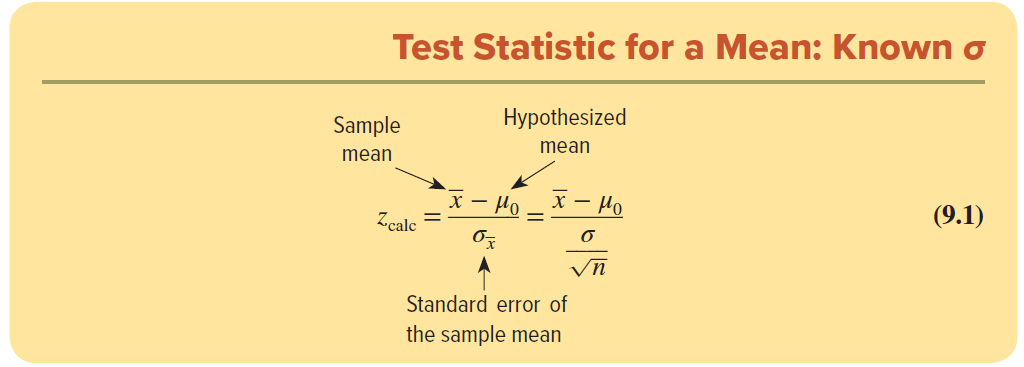 Test Statistic for a Mean: Known σ
Sample
mean
Hypothesized
mean
z_calc = (x̄ − μ₀)/σ_x̄ = (x̄ − μ₀)/(σ/√n)
(9.1)
Standard error of
the sample mean